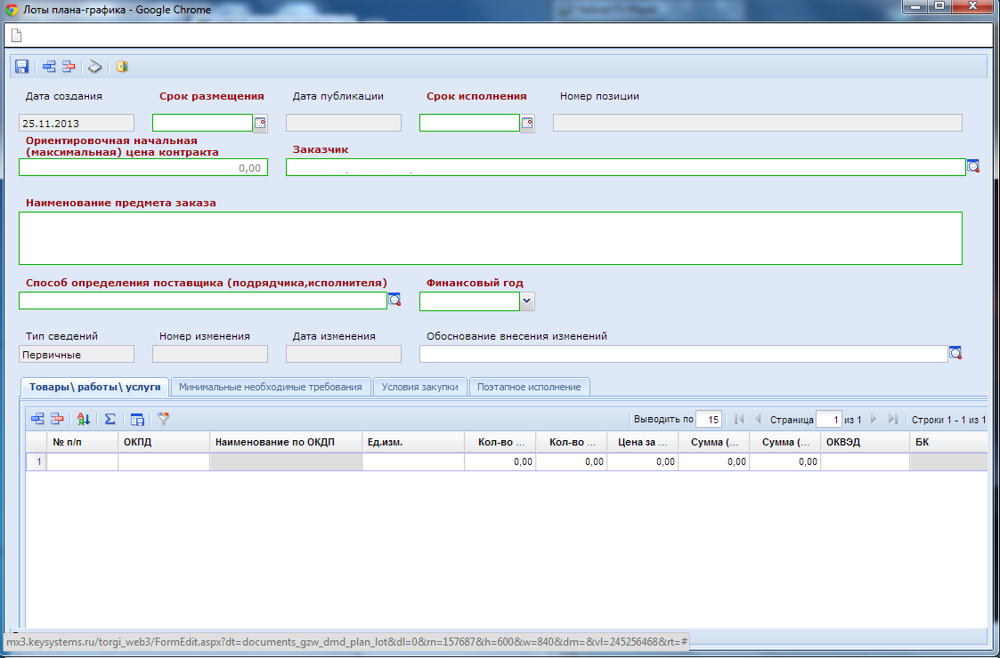 Лоты плана-графика - Google Chrome
Дата создания Срок размещения Дата публикации Срок исполнения Номер позиции
25.11.2013
Ориентировочная начальная
(максимальная) цена контракта Заказчик
0,00
Наименование предмета заказа
Способ определения поставщика (подрядчика,исполнителя) Финансовый год
Тип сведений Номер изменения Дата изменения Обоснование внесения изменений
Первичные
Товары\ работы\ услуги Минимальные необходимые требования Условия закупки Поэтапное исполнение
Выводить по 15 Страница 1 из 1 Строки 1 - 1 из 1
№ п/п ОКПД Наименование по ОКДП Ед.изм. Кол-во ... Кол-во ... Цена за ... Сумма (... Сумма (... ОКВЭД БК
1 0,00 0,00 0,00 0,00 0,00
mx3.keysystems.ru/torgi_web3/FormEdit.aspx?dt=documents_gzw_dmd_plan_lot&dl=0&rn=157687&h=600&w=840&dm=&vl=245256468&rt=#